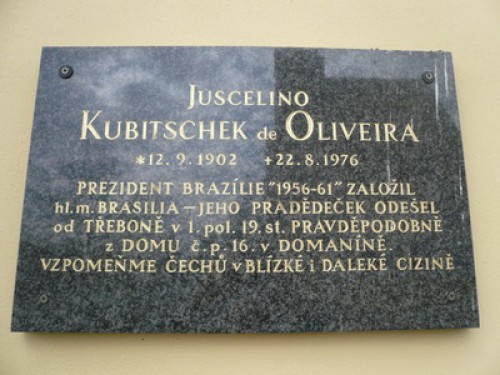 JUSCELINO
KUBITSCHEK de OLIVEIRA
*12.9.1902 +22.8.1976
PREZIDENT BRAZÍLIE "1956-61" ZALOŽIL
hl.m. BRASILIA – JEHO PRADĚDEČEK ODEŠEL
od TŘEBONĚ v 1. pol. 19. st. PRAVDĚPODOBNĚ
z DOMU č.p. 16. v DOMANÍNĚ.
VZPOMEŇME ČECHŮ v BLÍZKÉ i DALEKÉ CIZINĚ